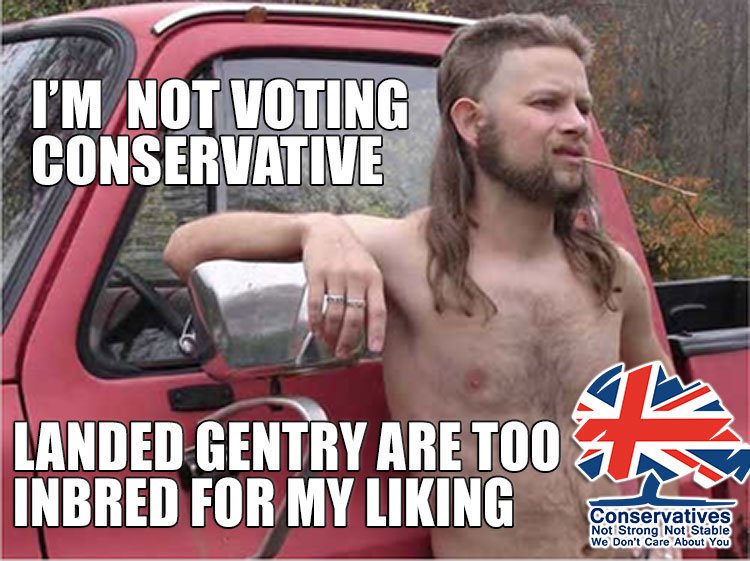 I'M NOT VOTING
CONSERVATIVE
LANDED GENTRY ARE TOO
INBRED FOR MY LIKING
Conservatives
Not Strong Not Stable
We Don't Care About You